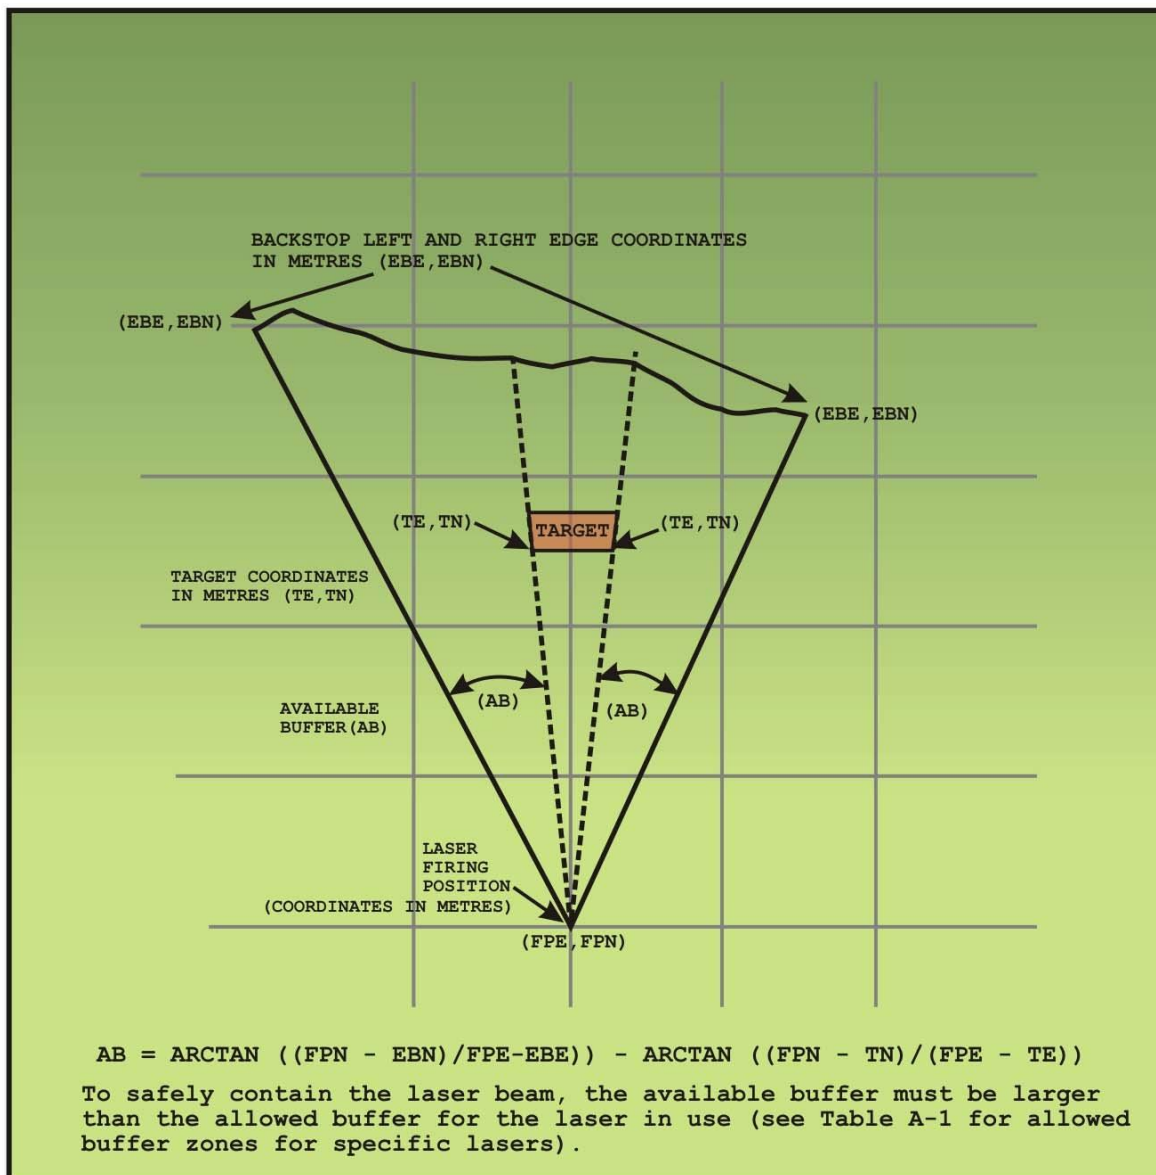 BACKSTOP LEFT AND RIGHT EDGE COORDINATES
IN METRES (EBE,EBN)
(EBE,EBN)
(EBE,EBN)
(TE,TN)
TARGET
(TE,TN)
TARGET COORDINATES
IN METRES (TE,TN)
AVAILABLE
BUFFER(AB)
(AB)
(AB)
LASER
FIRING
POSITION
(COORDINATES IN METRES)
(FPE,FPN)
AB = ARCTAN ((FPN - EBN)/FPE-EBE)) - ARCTAN ((FPN - TN)/(FPE - TE))
To safely contain the laser beam, the available buffer must be larger
than the allowed buffer for the laser in use (see Table A-1 for allowed
buffer zones for specific lasers).